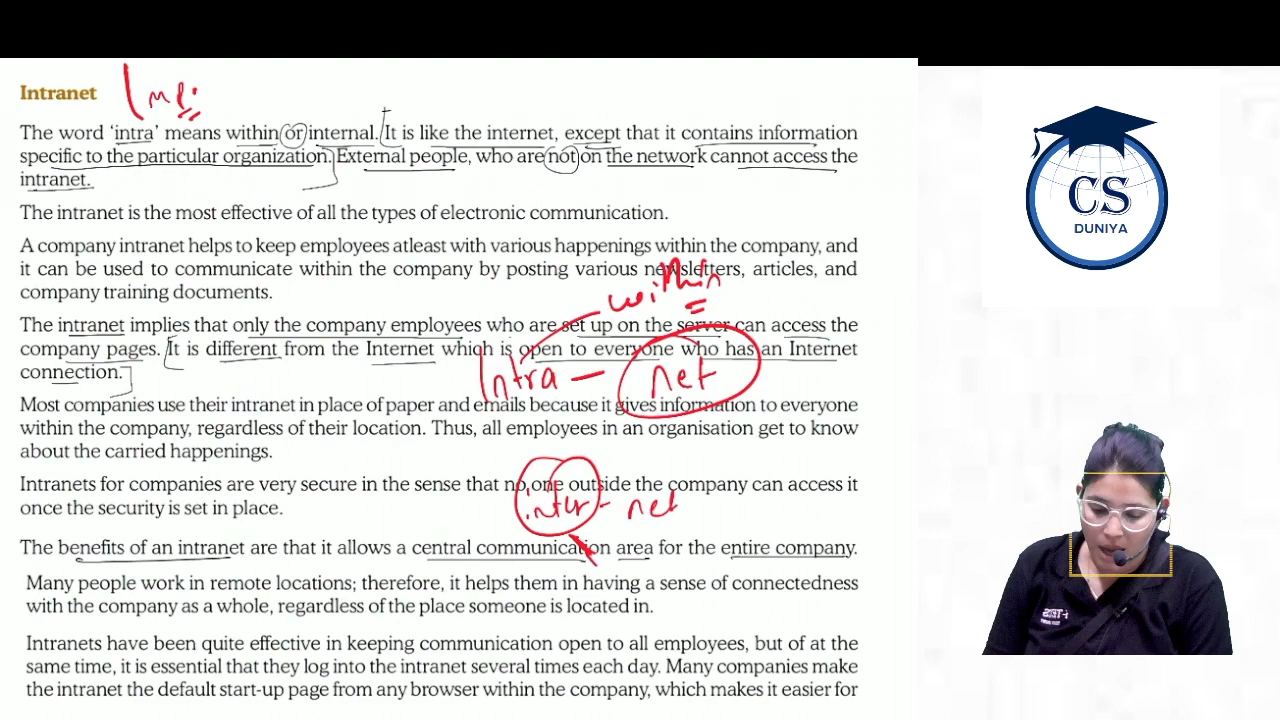 Intranet
Imp.
The word ‘intra’ means within or internal. It is like the internet, except that it contains information
specific to the particular organization. External people, who are not on the network cannot access the
intranet.
The intranet is the most effective of all the types of electronic communication.
A company intranet helps to keep employees atleast with various happenings within the company, and
it can be used to communicate within the company by posting various newsletters, articles, and
company training documents.
within
The intranet implies that only the company employees who are set up on the server can access the
company pages. It is different from the Internet which is open to everyone who has an Internet
connection.
Intra - net
Most companies use their intranet in place of paper and emails because it gives information to everyone
within the company, regardless of their location. Thus, all employees in an organisation get to know
about the carried happenings.
Intranets for companies are very secure in the sense that no one outside the company can access it
once the security is set in place.
inter - net
The benefits of an intranet are that it allows a central communication area for the entire company.
Many people work in remote locations; therefore, it helps them in having a sense of connectedness
with the company as a whole, regardless of the place someone is located in.
Intranets have been quite effective in keeping communication open to all employees, but of at the
same time, it is essential that they log into the intranet several times each day. Many companies make
the intranet the default start-up page from any browser within the company, which makes it easier for
CS
DUNIYA